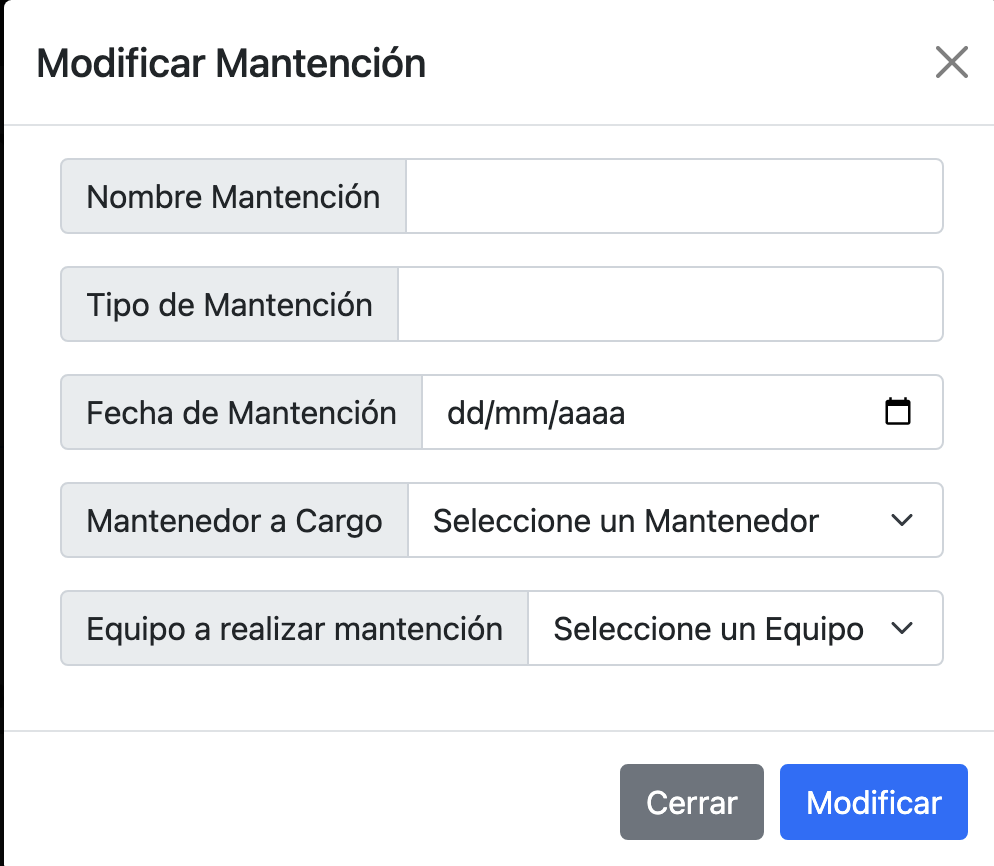 Modificar Mantención
Nombre Mantención
Tipo de Mantención
Fecha de Mantención dd/mm/aaaa
Mantenedor a Cargo Seleccione un Mantenedor
Equipo a realizar mantención Seleccione un Equipo
Cerrar Modificar